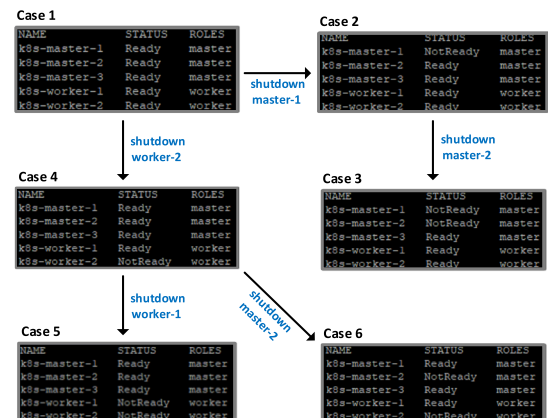 Case 1
NAME STATUS ROLES
k8s-master-1 Ready master
k8s-master-2 Ready master
k8s-master-3 Ready master
k8s-worker-1 Ready worker
k8s-worker-2 Ready worker
shutdown
master-1
Case 2
NAME STATUS ROLES
k8s-master-1 NotReady master
k8s-master-2 Ready master
k8s-master-3 Ready master
k8s-worker-1 Ready worker
k8s-worker-2 Ready worker
shutdown
worker-2
shutdown
master-2
Case 4
NAME STATUS ROLES
k8s-master-1 Ready master
k8s-master-2 Ready master
k8s-master-3 Ready master
k8s-worker-1 Ready worker
k8s-worker-2 NotReady worker
Case 3
NAME STATUS ROLES
k8s-master-1 NotReady master
k8s-master-2 NotReady master
k8s-master-3 Ready master
k8s-worker-1 Ready worker
k8s-worker-2 Ready worker
shutdown
worker-1
shutdown
master-2
Case 5
NAME STATUS ROLES
k8s-master-1 Ready master
k8s-master-2 Ready master
k8s-master-3 Ready master
k8s-worker-1 NotReady worker
k8s-worker-2 NotReady worker
Case 6
NAME STATUS ROLES
k8s-master-1 Ready master
k8s-master-2 NotReady master
k8s-master-3 Ready master
k8s-worker-1 Ready worker
k8s-worker-2 NotReady worker